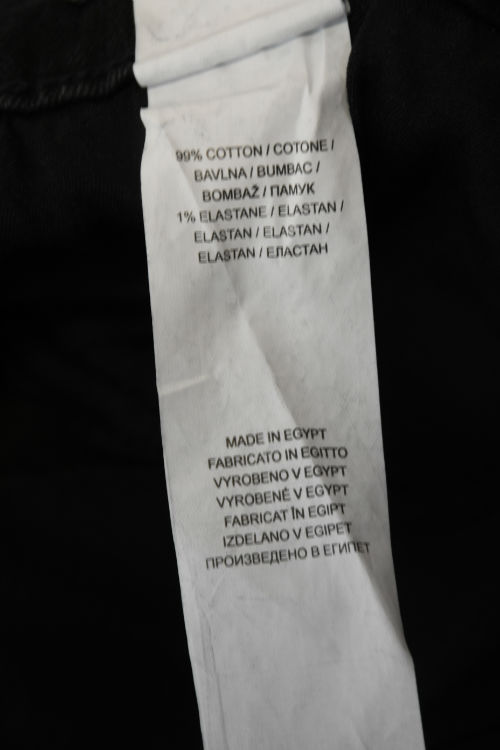 99% COTTON / COTONE /
BAVLNA / BUMBAC /
BOMBAŽ / ПАМУК
1% ELASTANE / ELASTAN /
ELASTAN / ELASTAN /
ELASTAN / ЕЛАСТАН
MADE IN EGYPT
FABRICATO IN EGITTO
VYROBENO V EGYPT
VYROBENÉ V EGYPT
FABRICAT ÎN EGIPT
IZDELANO V EGIPET
ПРОИЗВЕДЕНО В ЕГИПЕТ